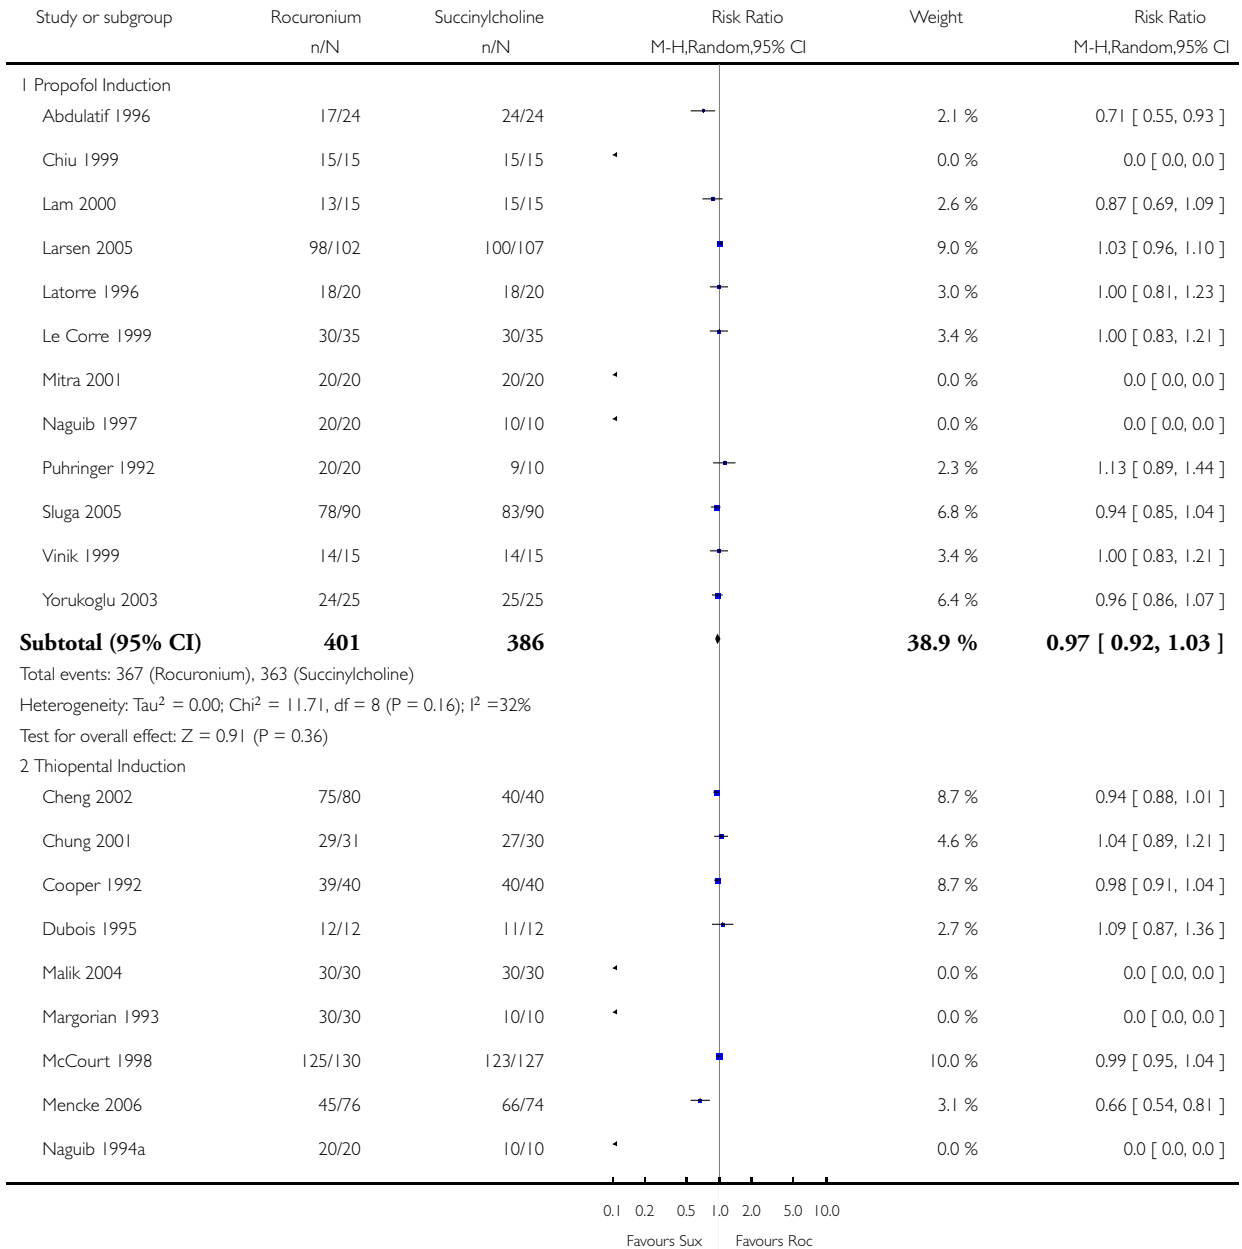 Study or subgroup Rocuronium Succinylcholine Risk Ratio Weight Risk Ratio
n/N n/N M-H,Random,95% CI M-H,Random,95% CI
1 Propofol Induction
Abdulatif 1996 17/24 24/24 2.1 % 0.71 [ 0.55, 0.93 ]
Chiu 1999 15/15 15/15 0.0 % 0.0 [ 0.0, 0.0 ]
Lam 2000 13/15 15/15 2.6 % 0.87 [ 0.69, 1.09 ]
Larsen 2005 98/102 100/107 9.0 % 1.03 [ 0.96, 1.10 ]
Latorre 1996 18/20 18/20 3.0 % 1.00 [ 0.81, 1.23 ]
Le Corre 1999 30/35 30/35 3.4 % 1.00 [ 0.83, 1.21 ]
Mitra 2001 20/20 20/20 0.0 % 0.0 [ 0.0, 0.0 ]
Naguib 1997 20/20 10/10 0.0 % 0.0 [ 0.0, 0.0 ]
Puhringer 1992 20/20 9/10 2.3 % 1.13 [ 0.89, 1.44 ]
Sluga 2005 78/90 83/90 6.8 % 0.94 [ 0.85, 1.04 ]
Vinik 1999 14/15 14/15 3.4 % 1.00 [ 0.83, 1.21 ]
Yorukoglu 2003 24/25 25/25 6.4 % 0.96 [ 0.86, 1.07 ]
Subtotal (95% CI) 401 386 38.9 % 0.97 [ 0.92, 1.03 ]
Total events: 367 (Rocuronium), 363 (Succinylcholine)
Heterogeneity: Tau² = 0.00; Chi² = 11.71, df = 8 (P = 0.16); I² =32%
Test for overall effect: Z = 0.91 (P = 0.36)
2 Thiopental Induction
Cheng 2002 75/80 40/40 8.7 % 0.94 [ 0.88, 1.01 ]
Chung 2001 29/31 27/30 4.6 % 1.04 [ 0.89, 1.21 ]
Cooper 1992 39/40 40/40 8.7 % 0.98 [ 0.91, 1.04 ]
Dubois 1995 12/12 11/12 2.7 % 1.09 [ 0.87, 1.36 ]
Malik 2004 30/30 30/30 0.0 % 0.0 [ 0.0, 0.0 ]
Margorian 1993 30/30 10/10 0.0 % 0.0 [ 0.0, 0.0 ]
McCourt 1998 125/130 123/127 10.0 % 0.99 [ 0.95, 1.04 ]
Mencke 2006 45/76 66/74 3.1 % 0.66 [ 0.54, 0.81 ]
Naguib 1994a 20/20 10/10 0.0 % 0.0 [ 0.0, 0.0 ]
0.1 0.2 0.5 1.0 2.0 5.0 10.0
Favours Sux Favours Roc